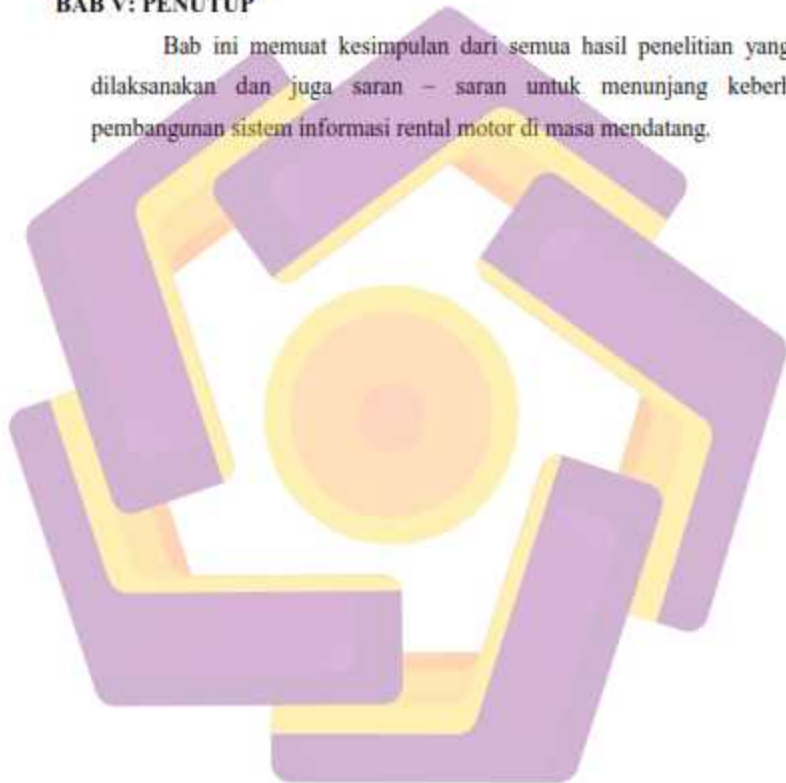 BAB V: PENUTUP
Bab ini memuat kesimpulan dari semua hasil penelitian yang
dilaksanakan dan juga saran – saran untuk menunjang
pembangunan sistem informasi rental motor di masa mendatang.